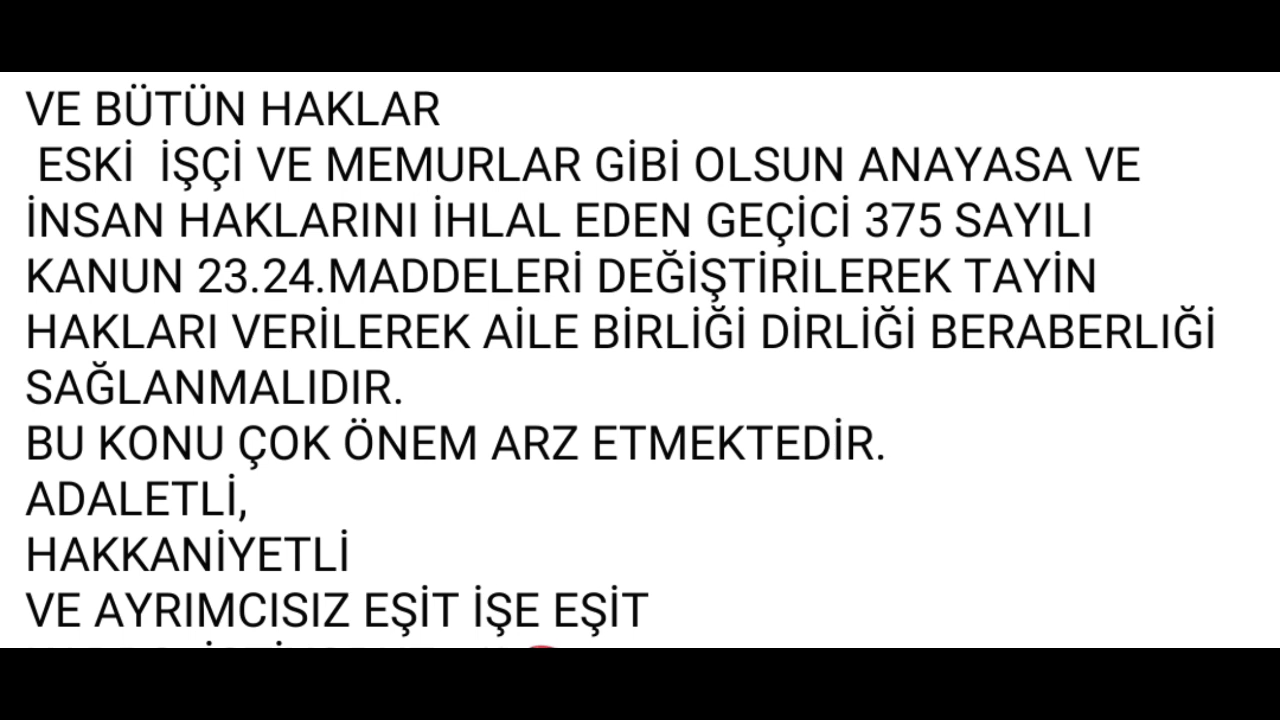 VE BÜTÜN HAKLAR
ESKİ İŞÇİ VE MEMURLAR GİBİ OLSUN ANAYASA VE
İNSAN HAKLARINI İHLAL EDEN GEÇİCİ 375 SAYILI
KANUN 23.24.MADDELERİ DEĞİŞTİRİLEREK TAYİN
HAKLARI VERİLEREK AİLE BİRLİĞİ DİRLİĞİ BERABERLIĞİ
SAĞLANMALIDIR.
BU KONU ÇOK ÖNEM ARZ ETMEKTEDİR.
ADALETLİ,
HAKKANİYETLİ
VE AYRIMCISIZ EŞİT İŞE EŞİT